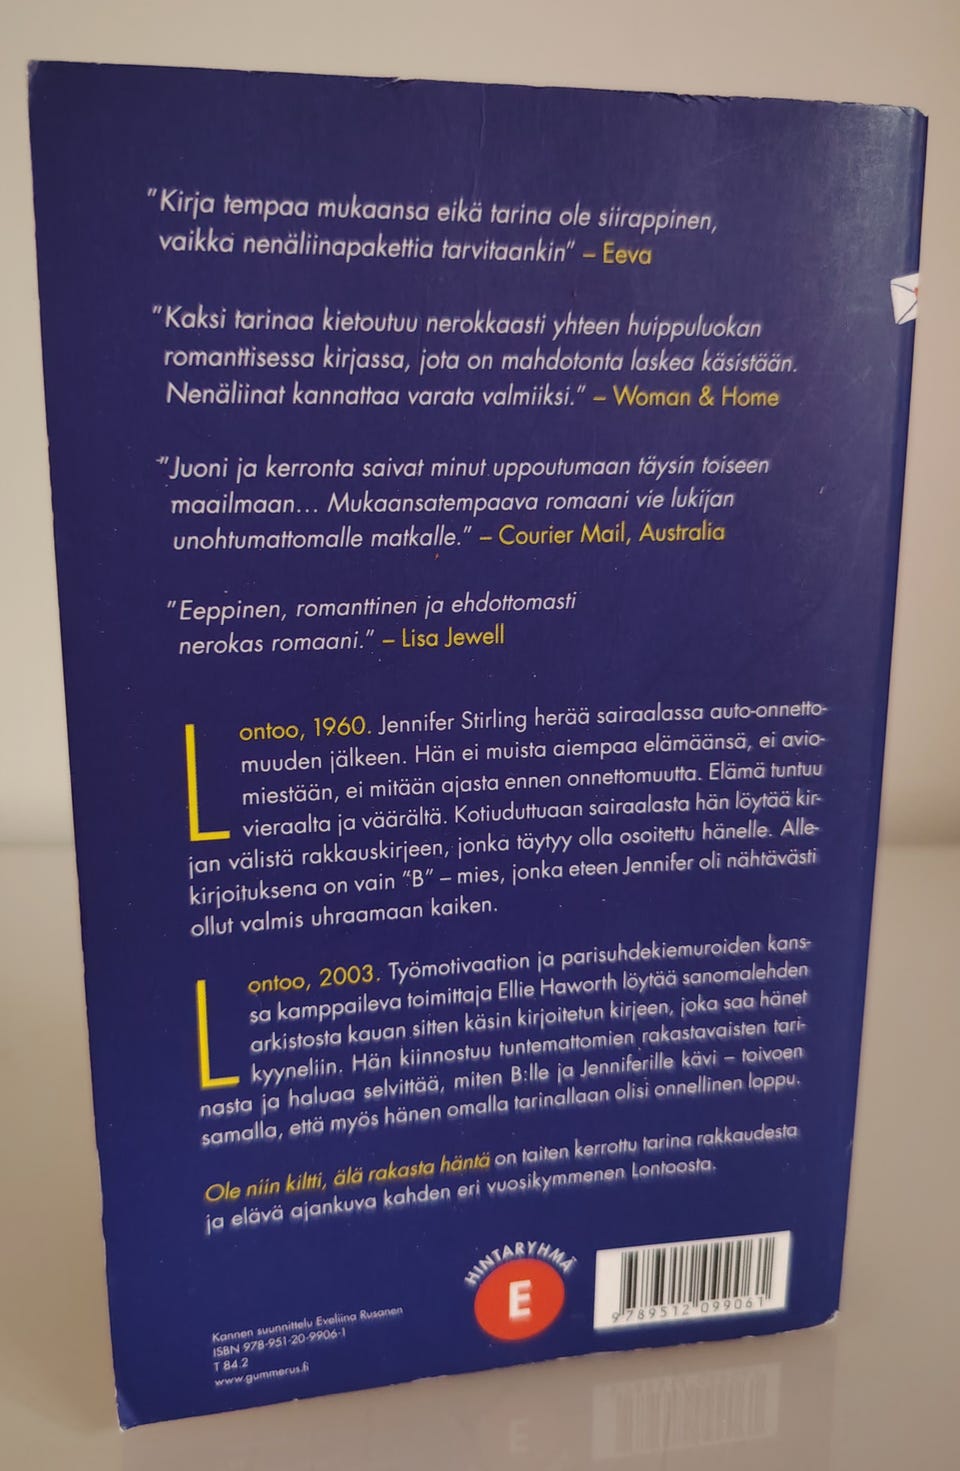 "Kirja tempaa mukaansa eikä tarina ole siirappinen,
vaikka nenäliinapakettia tarvitaankin" – Eeva
"Kaksi tarinaa kietoutuu nerokkaasti yhteen huippuluokan
romanttisessa kirjassa, jota on mahdotonta laskea käsistään.
Nenäliinat kannattaa varata valmiiksi." – Woman & Home
"Juoni ja kerronta saivat minut uppoutumaan täysin toiseen
maailmaan... Mukaansatempaava romaani vie lukijan
unohtumattomalle matkalle." – Courier Mail, Australia
"Eeppinen, romanttinen ja ehdottomasti
nerokas romaani." – Lisa Jewell
Lontoo, 1960. Jennifer Stirling herää sairaalassa auto-onnetto-
muuden jälkeen. Hän ei muista aiempaa elämäänsä, ei avio-
miestään, ei mitään ajasta ennen onnettomuutta. Elämä tuntuu
vieraalta ja väärältä. Kotiuduttuaan sairaalasta hän löytää kir-
jan välistä rakkauskirjeen, jonka täytyy olla osoitettu hänelle. Alle-
kirjoituksena on vain "B" – mies, jonka eteen Jennifer oli nähtävästi
ollut valmis uhraamaan kaiken.
Lontoo, 2003. Työmotivaation ja parisuhdekiemuroiden kans-
sa kamppaileva toimittaja Ellie Haworth löytää sanomalehden
arkistosta kauan sitten käsin kirjoitetun kirjeen, joka saa hänet
kyyneliin. Hän kiinnostuu tuntemattomien rakastavaisten tari-
nasta ja haluaa selvittää, miten B:lle ja Jenniferille kävi – toivoen
samalla, että myös hänen omalla tarinallaan olisi onnellinen loppu.
Ole niin kiltti, älä rakasta häntä on taiten kerrottu tarina rakkaudesta
ja elävä ajankuva kahden eri vuosikymmenen Lontoosta.
HINTARYHMÄ
E
9 789512 099061
Kannen suunnittelu Eveliina Rusanen
ISBN 978-951-20-9906-1
T 84.2
www.gummerus.fi